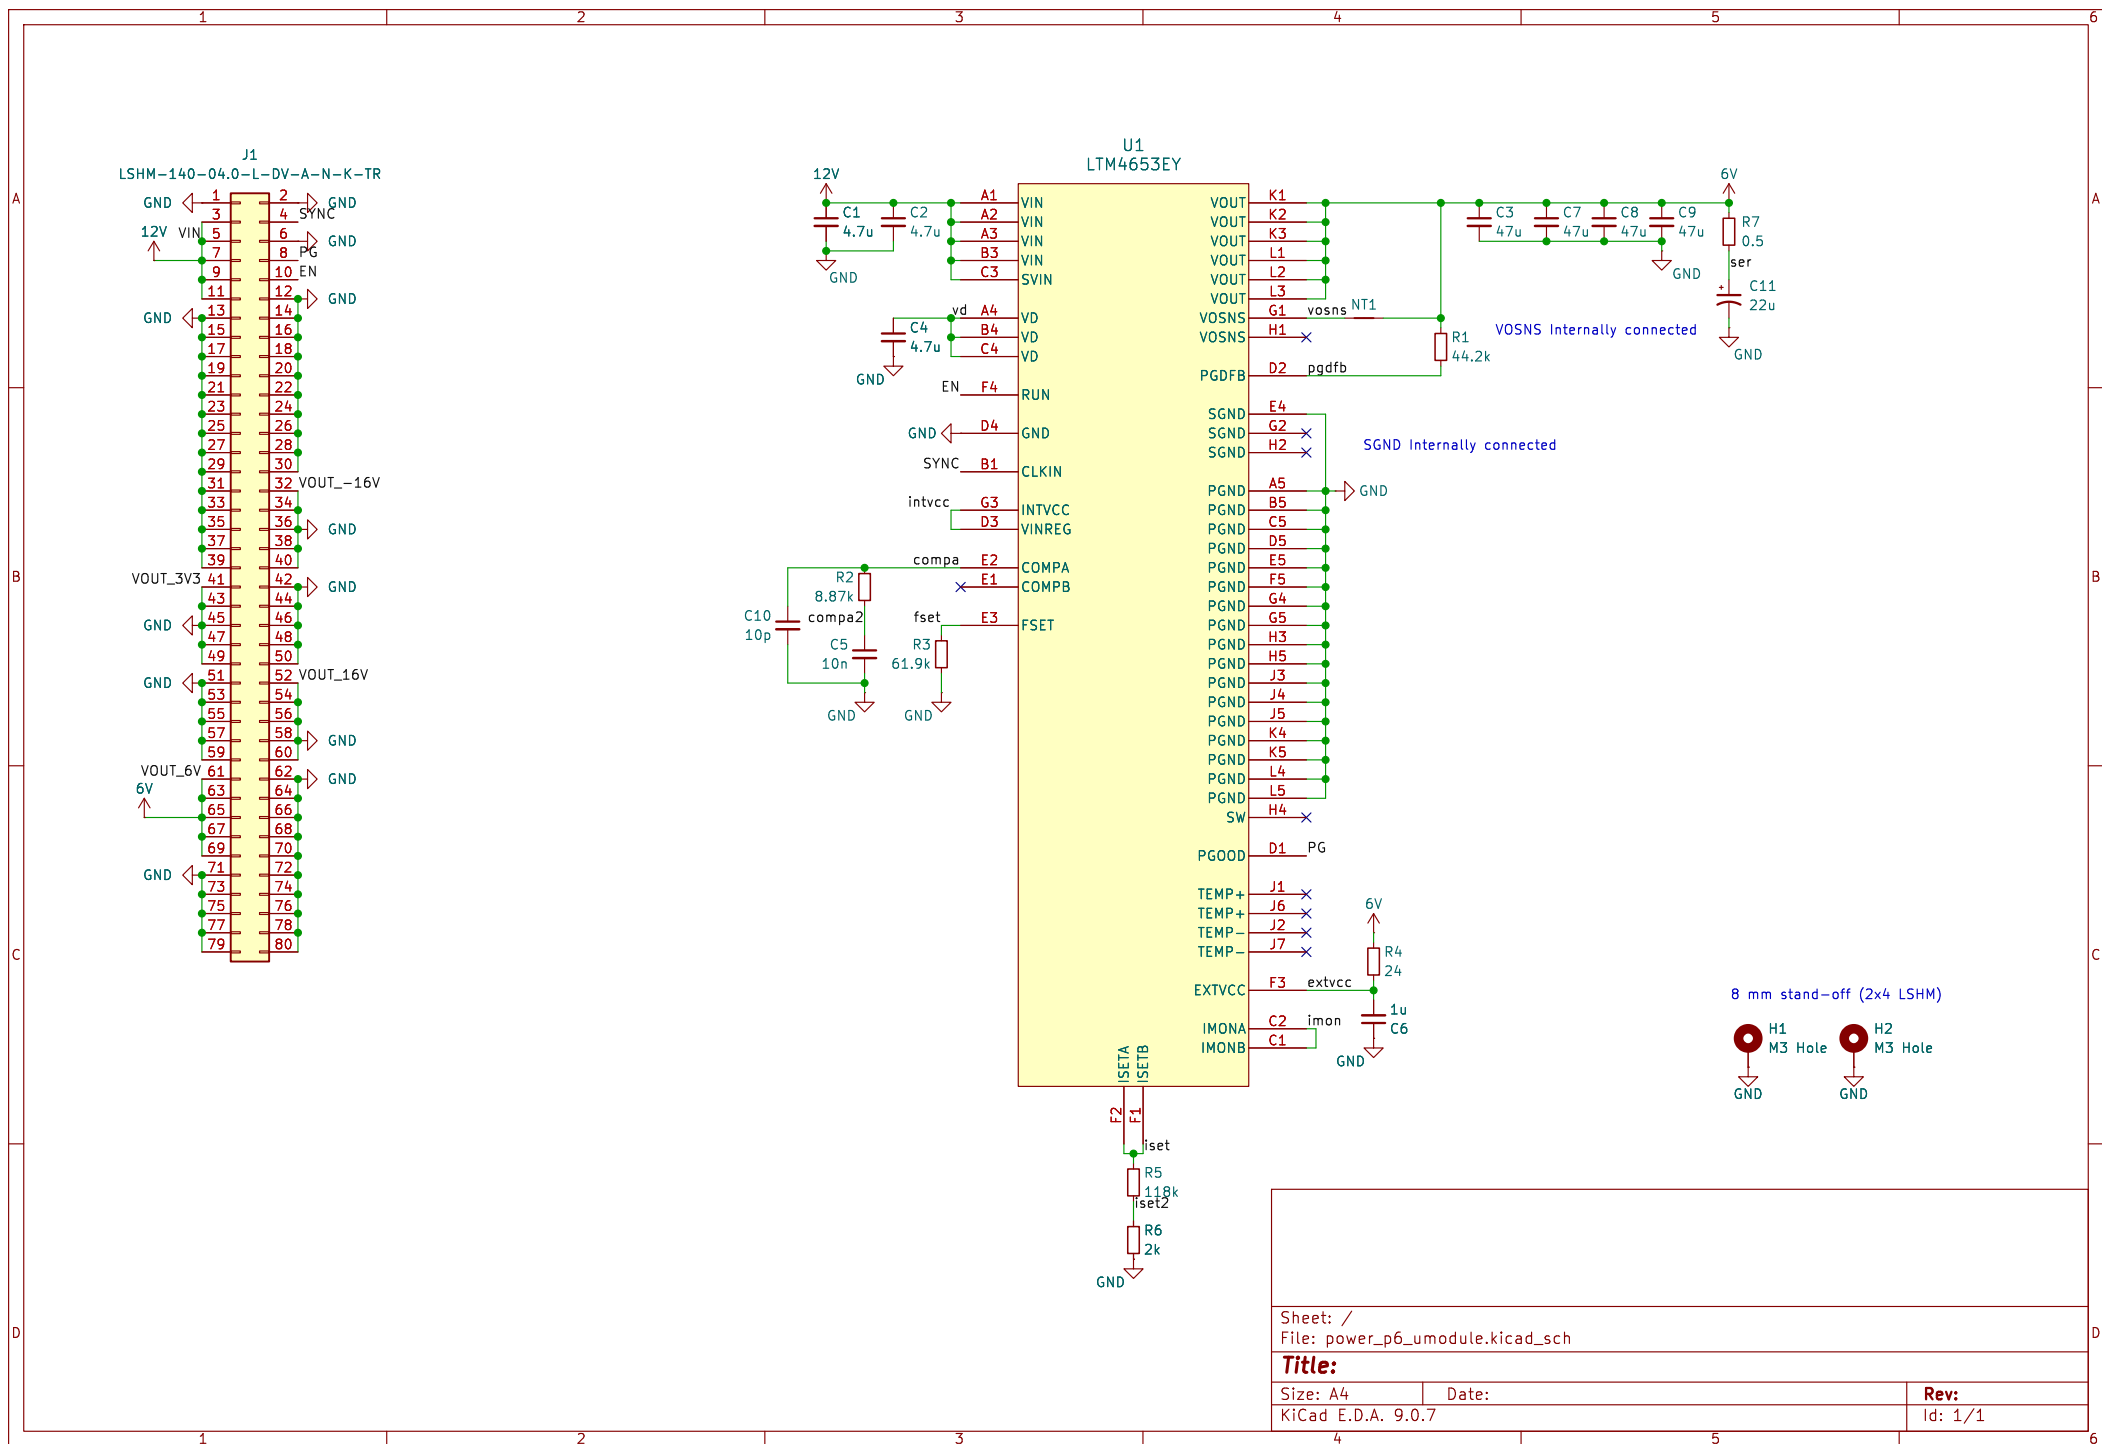 1 2 3 4 5 6
A A
B B
C C
D D
1 2 3 4 5 6
J1
LSHM-140-04.0-L-DV-A-N-K-TR
GND 1 2 GND
3 4 SYNC
VIN 5 6 GND
12V
7 8 PG
9 10 EN
11 12 GND
GND 13 14
15 16
17 18
19 20
21 22
23 24
25 26
27 28
29 30
31 32 VOUT_-16V
33 34
35 36 GND
37 38
39 40
VOUT_3V3 41 42 GND
43 44
GND 45 46
47 48
49 50
GND 51 52 VOUT_16V
53 54
55 56
57 58 GND
59 60
VOUT_6V 61 62 GND
6V
63 64
65 66
67 68
69 70
GND 71 72
73 74
75 76
77 78
79 80
U1
LTM4653EY
12V
C1
4.7u
C2
4.7u
GND
A1 VIN
A2 VIN
A3 VIN
B3 VIN
C3 SVIN
vd A4 VD
B4 VD
C4 VD
C4
4.7u
GND
EN F4 RUN
GND D4 GND
SYNC B1 CLKIN
intvcc G3 INTVCC
D3 VINREG
compa E2 COMPA
E1 COMPB
fset E3 FSET
R2
8.87k
compa2
C10
10p
C5
10n
R3
61.9k
GND
GND
VOUT K1
VOUT K2
VOUT K3
VOUT L1
VOUT L2
VOUT L3
VOSNS G1 vosns NT1
VOSNS H1
PGDFB D2 pgdfb
SGND E4
SGND G2
SGND H2
PGND A5 GND
PGND B5
PGND C5
PGND D5
PGND E5
PGND F5
PGND G4
PGND G5
PGND H3
PGND H5
PGND J3
PGND J4
PGND J5
PGND K4
PGND K5
PGND L4
PGND L5
SW H4
PGOOD D1 PG
TEMP+ J1
TEMP+ J6
TEMP- J2
TEMP- J7
EXTVCC F3 extvcc
IMONA C2 imon
IMONB C1
6V
R4
24
1u
C6
GND
R1
44.2k
C3
47u
C7
47u
C8
47u
C9
47u
GND
6V
R7
0.5
ser
+
C11
22u
GND
VOSNS Internally connected
SGND Internally connected
ISETA ISETB
F2 F1
iset
R5
118k
iset2
R6
2k
GND
8 mm stand-off (2x4 LSHM)
H1
M3 Hole
GND
H2
M3 Hole
GND
Sheet: /
File: power_p6_umodule.kicad_sch
Title:
Size: A4 Date: Rev:
KiCad E.D.A. 9.0.7 Id: 1/1